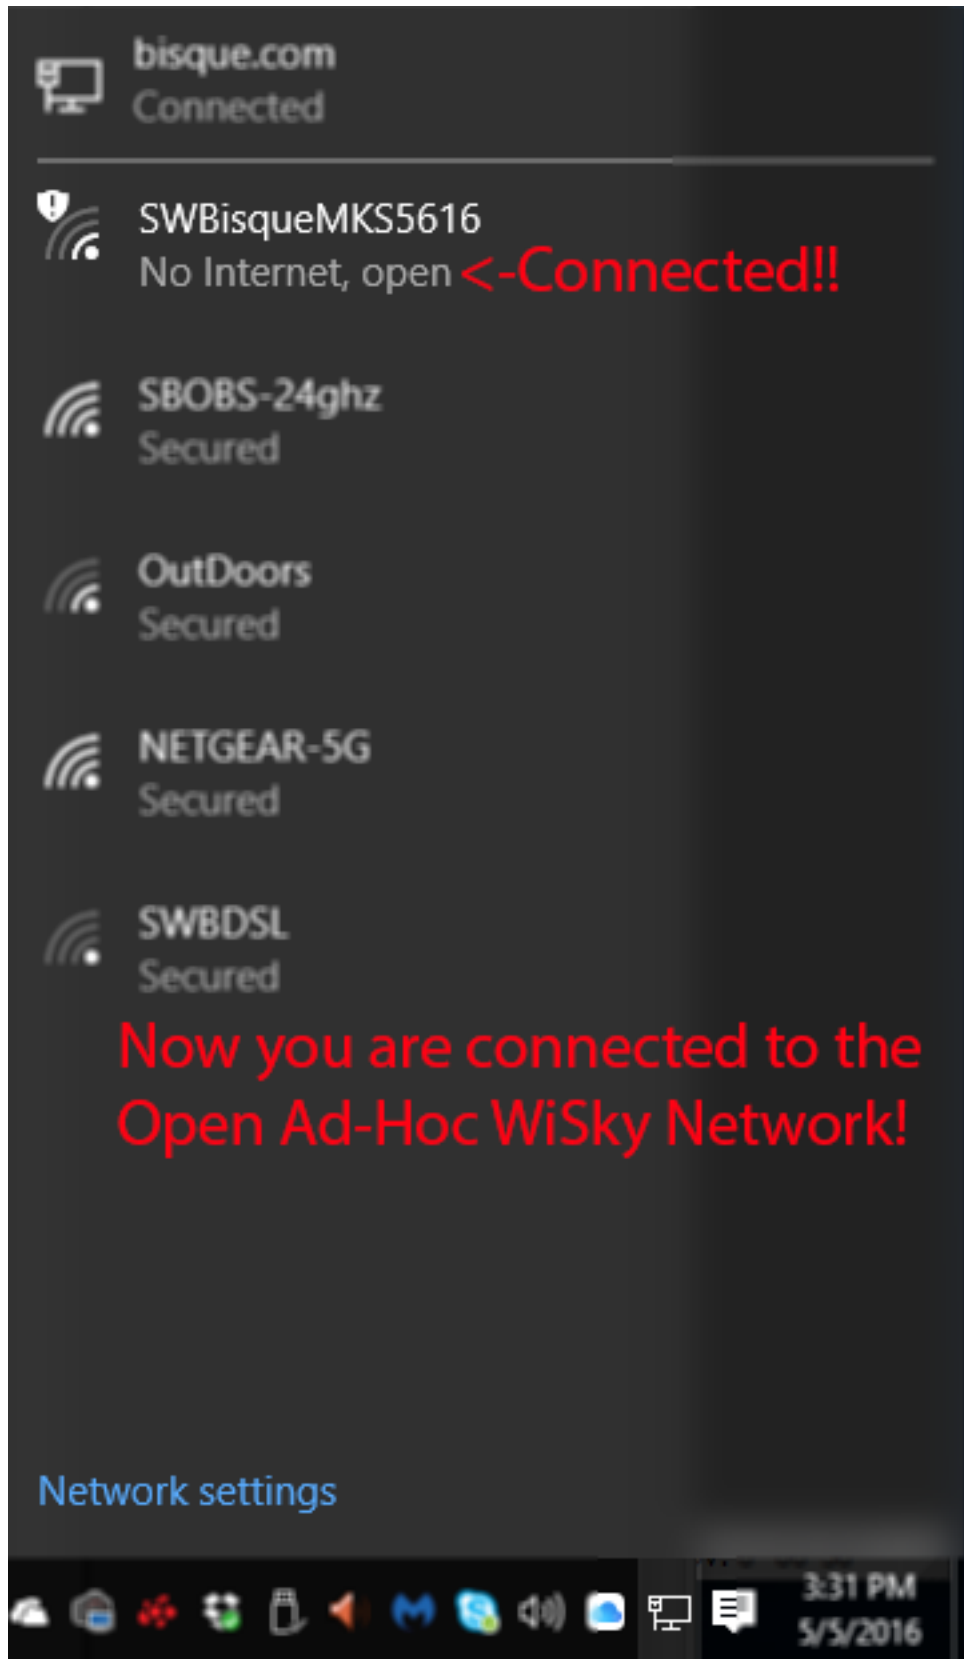 bisque.com
Connected
SWBisqueMKS5616
No Internet, open <-Connected!!
SBOBS-24ghz
Secured
OutDoors
Secured
NETGEAR-5G
Secured
SWBDSL
Secured
Now you are connected to the
Open Ad-Hoc WiSky Network!
Network settings
3:31 PM
5/5/2016